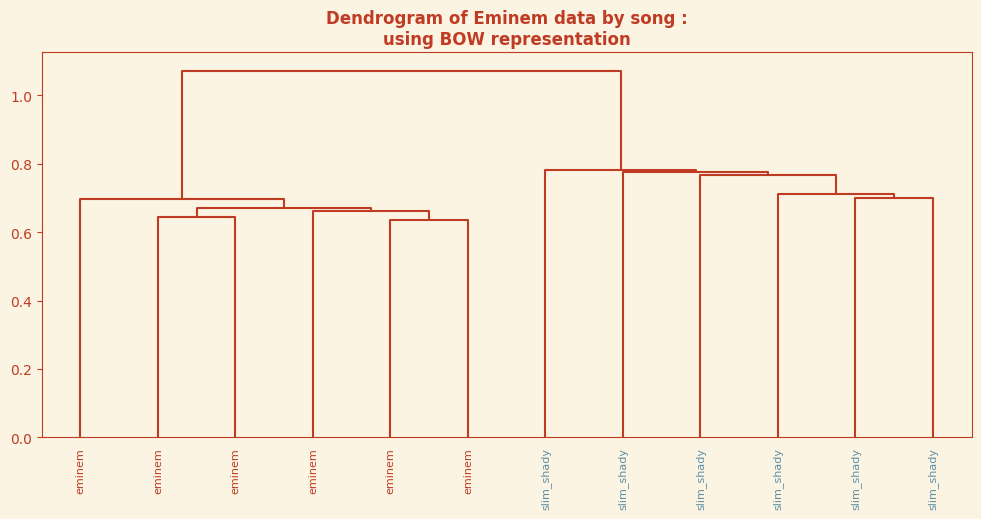 Dendrogram of Eminem data by song :
using BOW representation
1.0
0.8
0.6
0.4
0.2
0.0
eminem
eminem
eminem
eminem
eminem
eminem
slim_shady
slim_shady
slim_shady
slim_shady
slim_shady
slim_shady